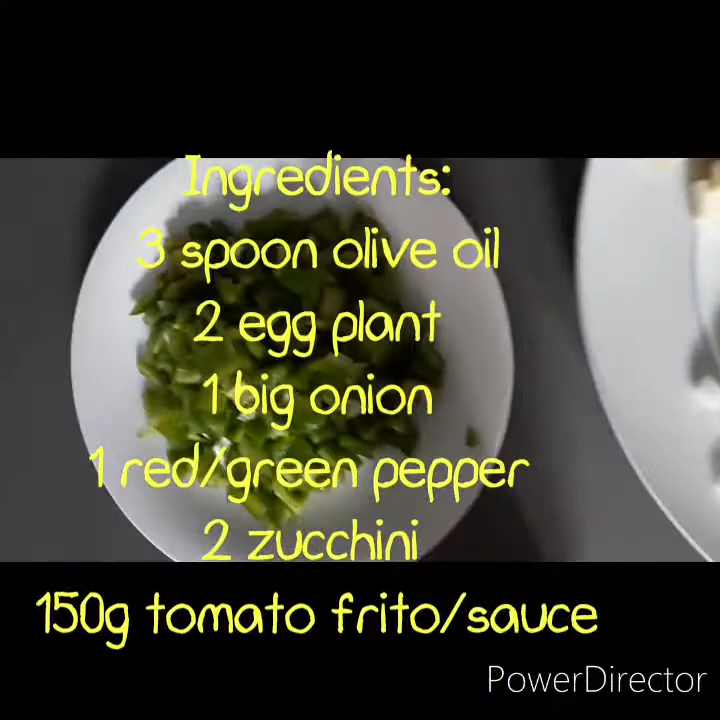 Ingredients:
3 spoon olive oil
2 egg plant
1 big onion
1 red/green pepper
2 zucchini
150g tomato frito/sauce
PowerDirector